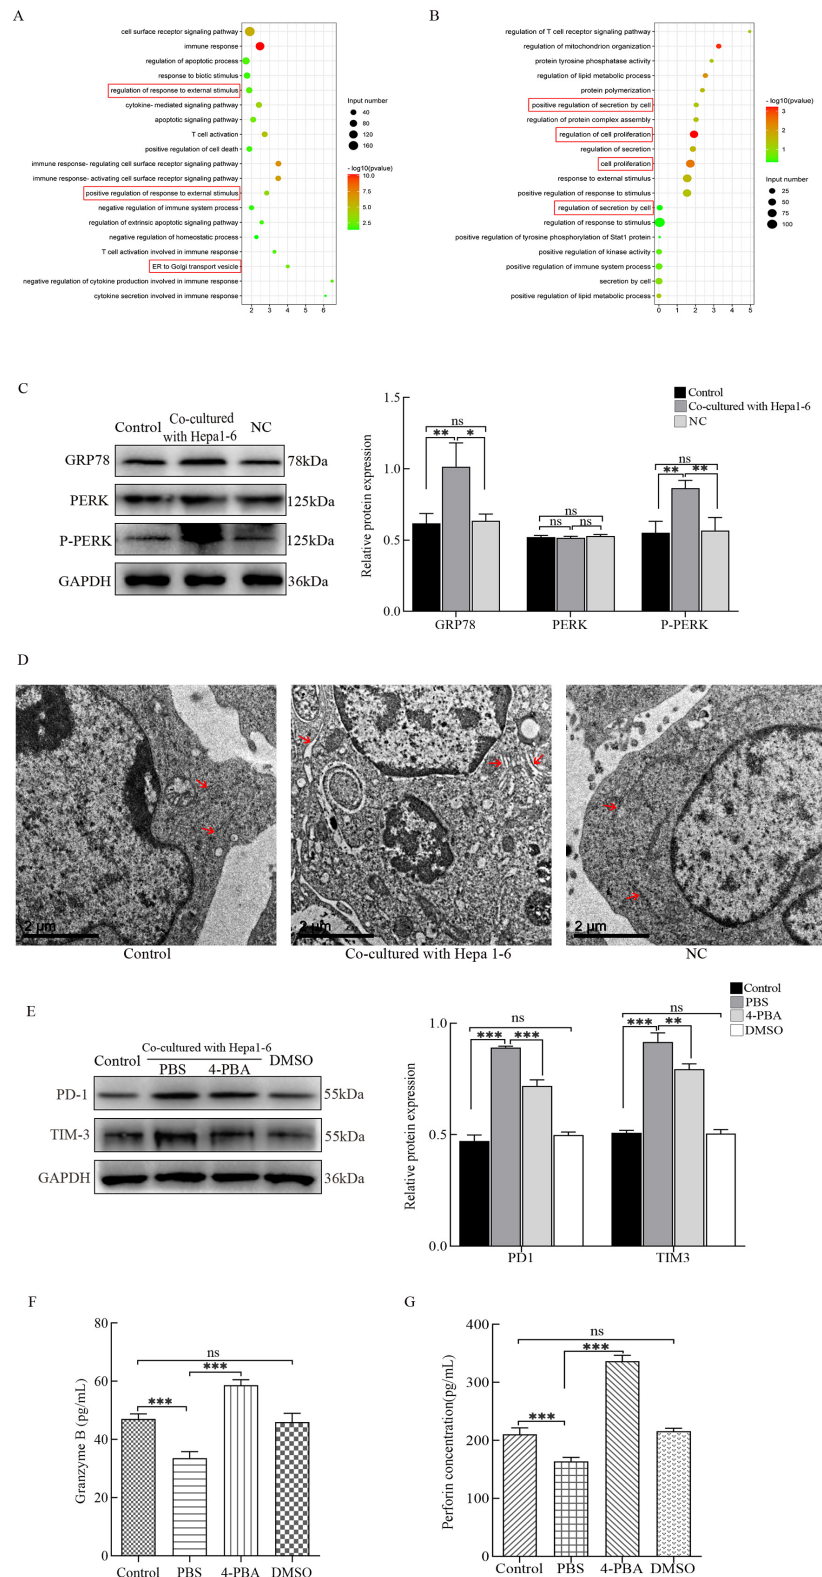 A
cell surface receptor signaling pathway
immune response
regulation of apoptotic process
response to biotic stimulus
regulation of response to external stimulus
cytokine- mediated signaling pathway
apoptotic signaling pathway
T cell activation
positive regulation of cell death
immune response- regulating cell surface receptor signaling pathway
immune response- activating cell surface receptor signaling pathway
positive regulation of response to external stimulus
negative regulation of immune system process
regulation of extrinsic apoptotic signaling pathway
negative regulation of homeostatic process
T cell activation involved in immune response
ER to Golgi transport vesicle
negative regulation of cytokine production involved in immune response
cytokine secretion involved in immune response
2 3 4 5 6
Input number
40
80
120
160
- log10(pvalue)
10.0
7.5
5.0
2.5
B
regulation of T cell receptor signaling pathway
regulation of mitochondrion organization
protein tyrosine phosphatase activity
regulation of lipid metabolic process
protein polymerization
positive regulation of secretion by cell
regulation of protein complex assembly
regulation of cell proliferation
regulation of secretion
cell proliferation
response to external stimulus
positive regulation of response to stimulus
regulation of secretion by cell
regulation of response to stimulus
positive regulation of tyrosine phosphorylation of Stat1 protein
positive regulation of kinase activity
positive regulation of immune system process
secretion by cell
positive regulation of lipid metabolic process
0 1 2 3 4 5
- log10(pvalue)
3
2
1
Input number
25
50
75
100
C
Control
Co-cultured
with Hepa1-6
NC
GRP78
78kDa
PERK
125kDa
P-PERK
125kDa
GAPDH
36kDa
Control
Co-cultured with Hepa1-6
NC
Relative protein expression
1.5
1.0
0.5
0.0
ns
** *
ns
ns ns
ns
** **
GRP78 PERK P-PERK
D
2 μm
2 μm
2 μm
Control
Co-cultured with Hepa 1-6
NC
E
Co-cultured with Hepa1-6
Control PBS 4-PBA DMSO
PD-1
55kDa
TIM-3
55kDa
GAPDH
36kDa
Control
PBS
4-PBA
DMSO
Relative protein expression
1.0
0.5
0.0
ns
*** ***
ns
*** **
PD1 TIM3
F
Granzyme B (pg/mL)
80
60
40
20
0
ns
***
***
Control PBS 4-PBA DMSO
G
Perforin concentration(pg/mL)
400
300
200
100
0
ns
***
***
Control PBS 4-PBA DMSO